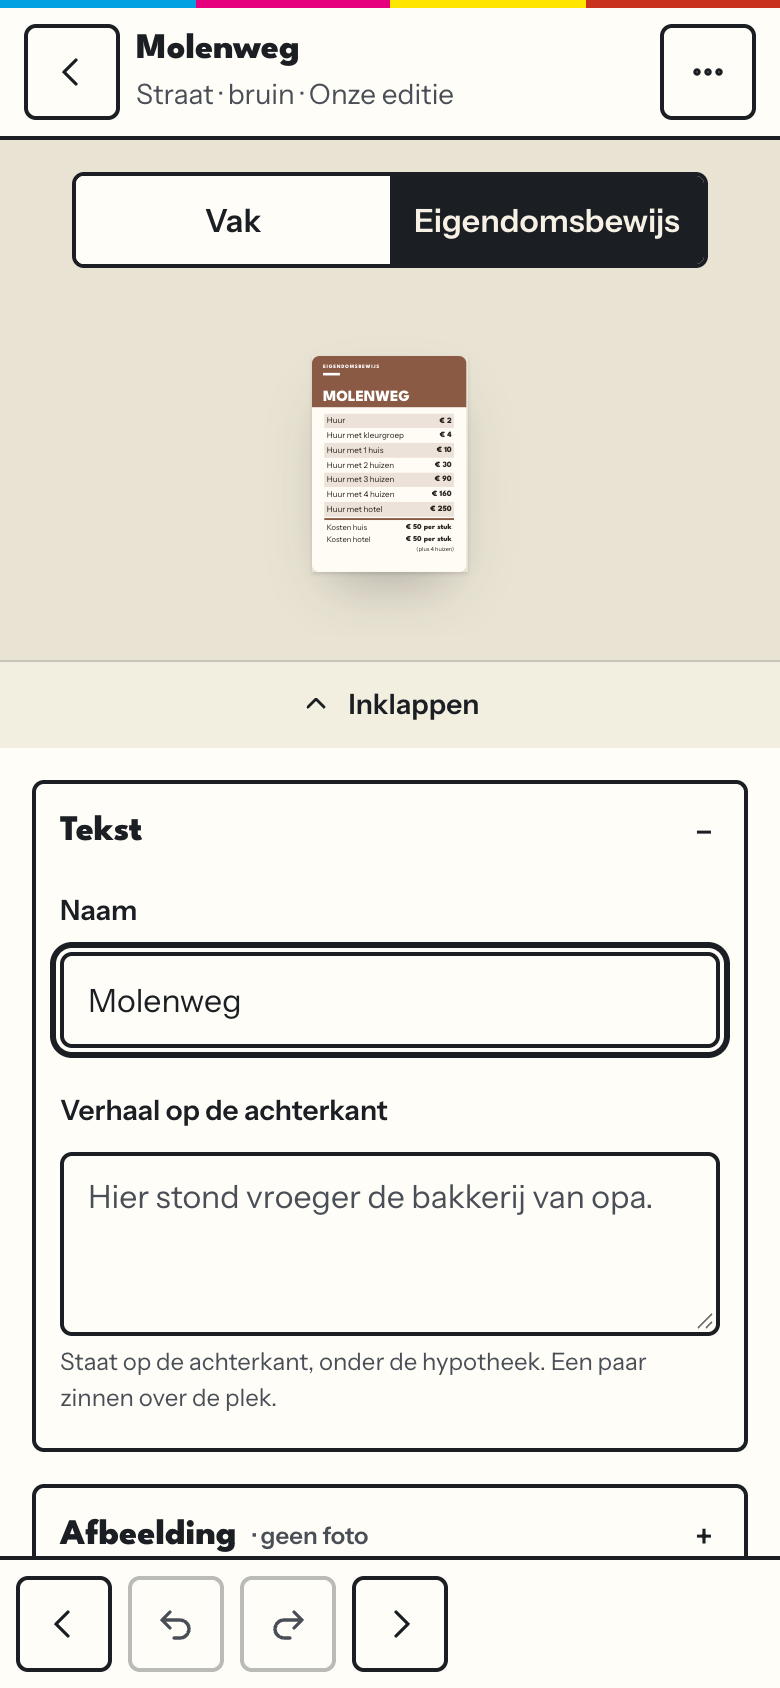 Molenweg
Straat · bruin · Onze editie
Vak
Eigendomsbewijs
EIGENDOMSBEWIJS
MOLENWEG
Huur € 2
Huur met kleurgroep € 4
Huur met 1 huis € 10
Huur met 2 huizen € 30
Huur met 3 huizen € 90
Huur met 4 huizen € 160
Huur met hotel € 250
Kosten huis € 50 per stuk
Kosten hotel € 50 per stuk
(plus 4 huizen)
Inklappen
Tekst
Naam
Molenweg
Verhaal op de achterkant
Hier stond vroeger de bakkerij van opa.
Staat op de achterkant, onder de hypotheek. Een paar
zinnen over de plek.
Afbeelding · geen foto